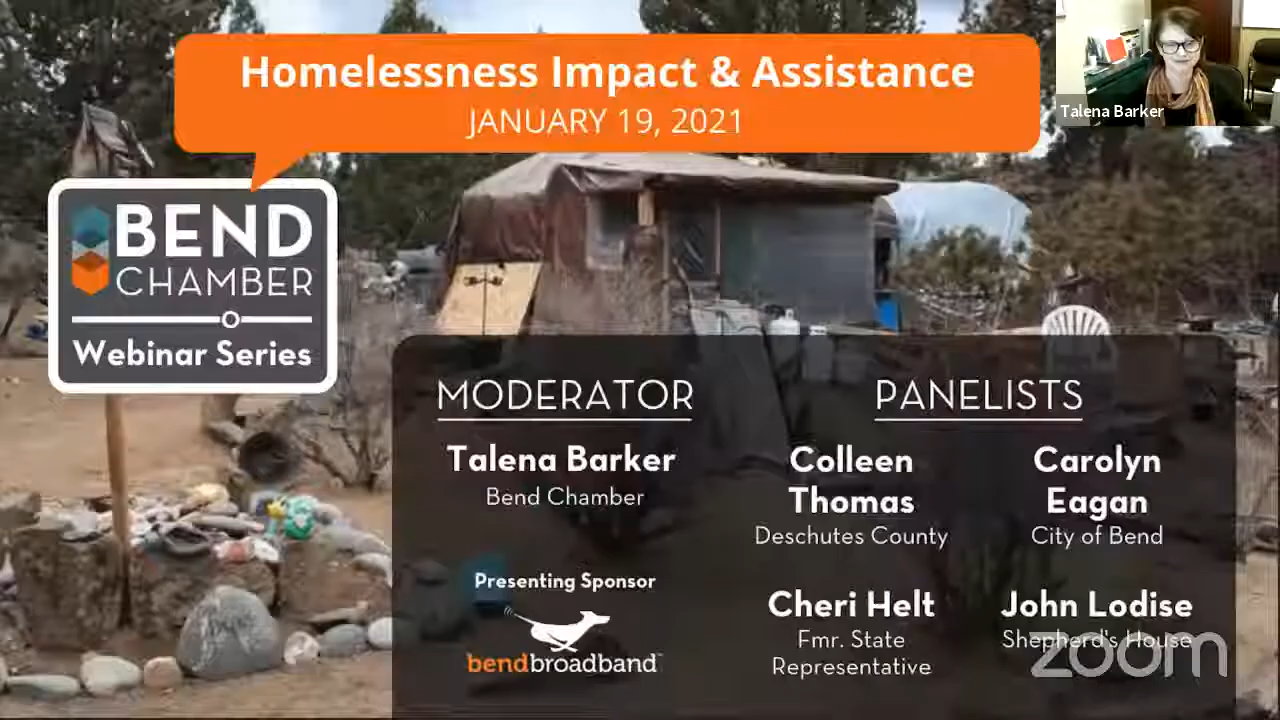 Homelessness Impact & Assistance
JANUARY 19, 2021
Talena Barker
BEND
CHAMBER
Webinar Series
MODERATOR
Talena Barker
Bend Chamber
Presenting Sponsor
bendbroadband™
PANELISTS
Colleen
Thomas
Deschutes County
Carolyn
Eagan
City of Bend
Cheri Helt
Fmr. State
Representative
John Lodise
Shepherd's House
zoom